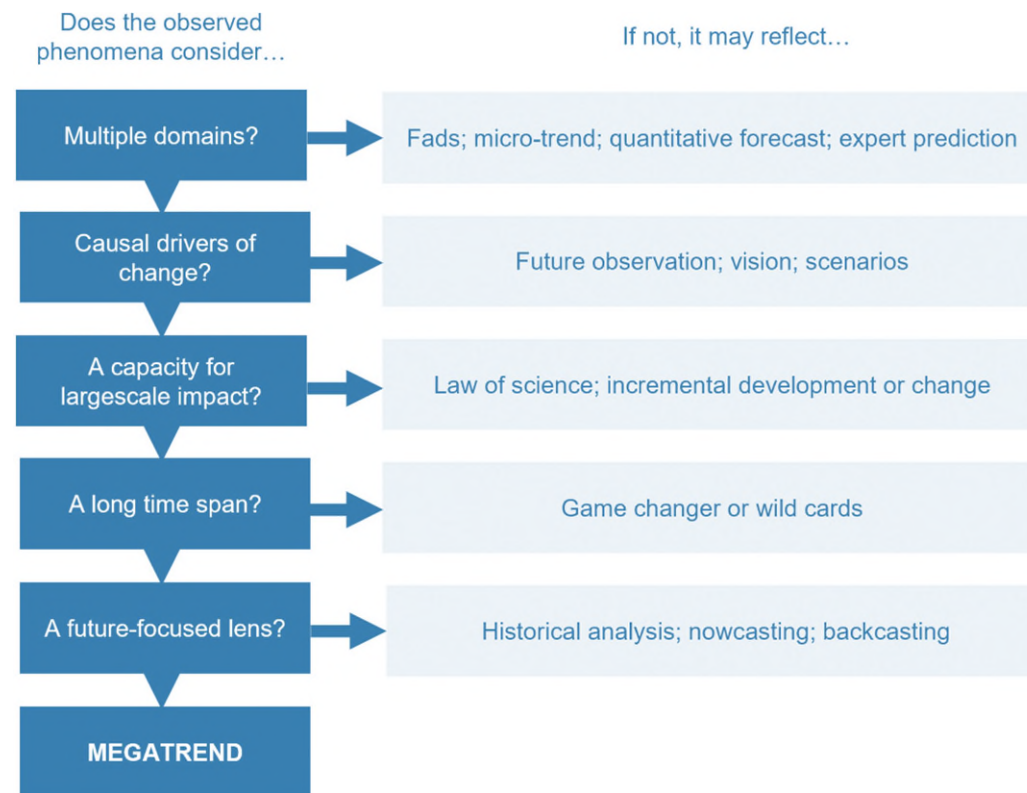 Does the observed
phenomena consider…
If not, it may reflect…
Multiple domains?
Fads; micro-trend; quantitative forecast; expert prediction
Causal drivers of
change?
Future observation; vision; scenarios
A capacity for
largescale impact?
Law of science; incremental development or change
A long time span?
Game changer or wild cards
A future-focused lens?
Historical analysis; nowcasting; backcasting
MEGATREND